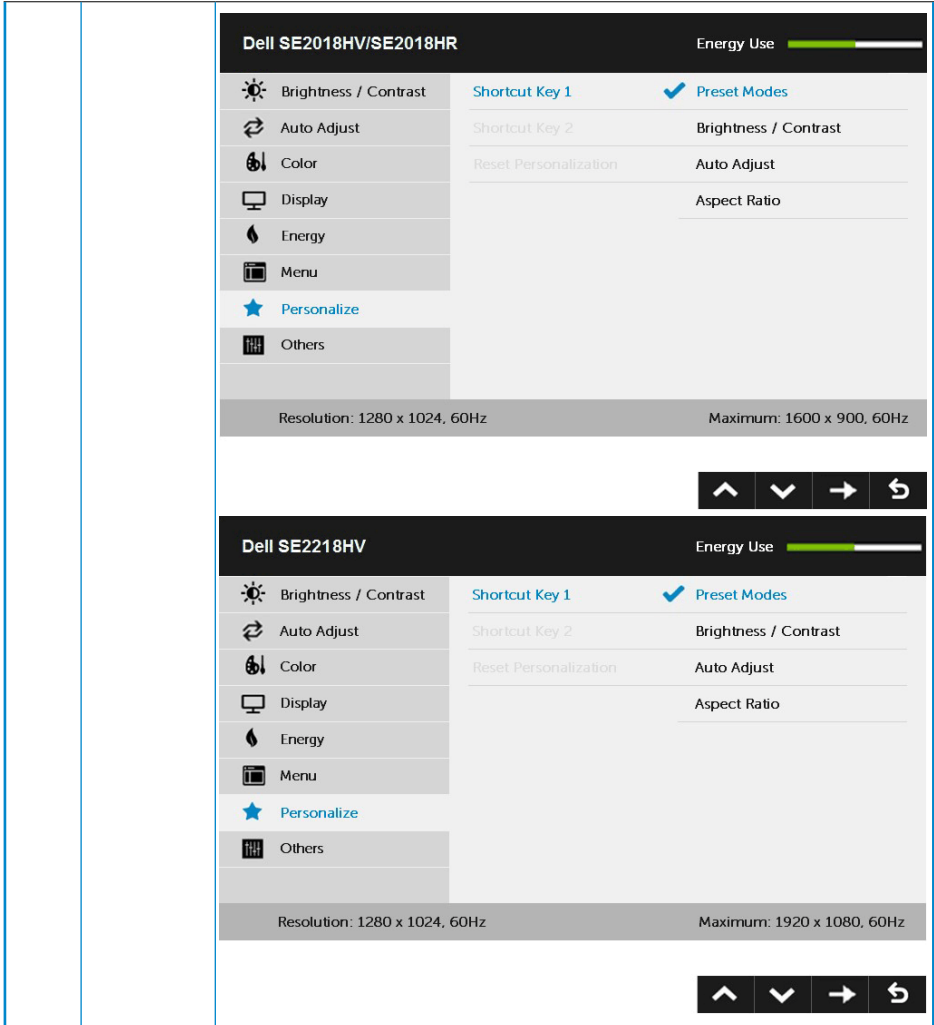 Dell SE2018HV/SE2018HR Energy Use
Brightness / Contrast Shortcut Key 1 Preset Modes
Auto Adjust Shortcut Key 2 Brightness / Contrast
Color Reset Personalization Auto Adjust
Display Aspect Ratio
Energy
Menu
Personalize
Others
Resolution: 1280 x 1024, 60Hz Maximum: 1600 x 900, 60Hz
Dell SE2218HV Energy Use
Brightness / Contrast Shortcut Key 1 Preset Modes
Auto Adjust Shortcut Key 2 Brightness / Contrast
Color Reset Personalization Auto Adjust
Display Aspect Ratio
Energy
Menu
Personalize
Others
Resolution: 1280 x 1024, 60Hz Maximum: 1920 x 1080, 60Hz